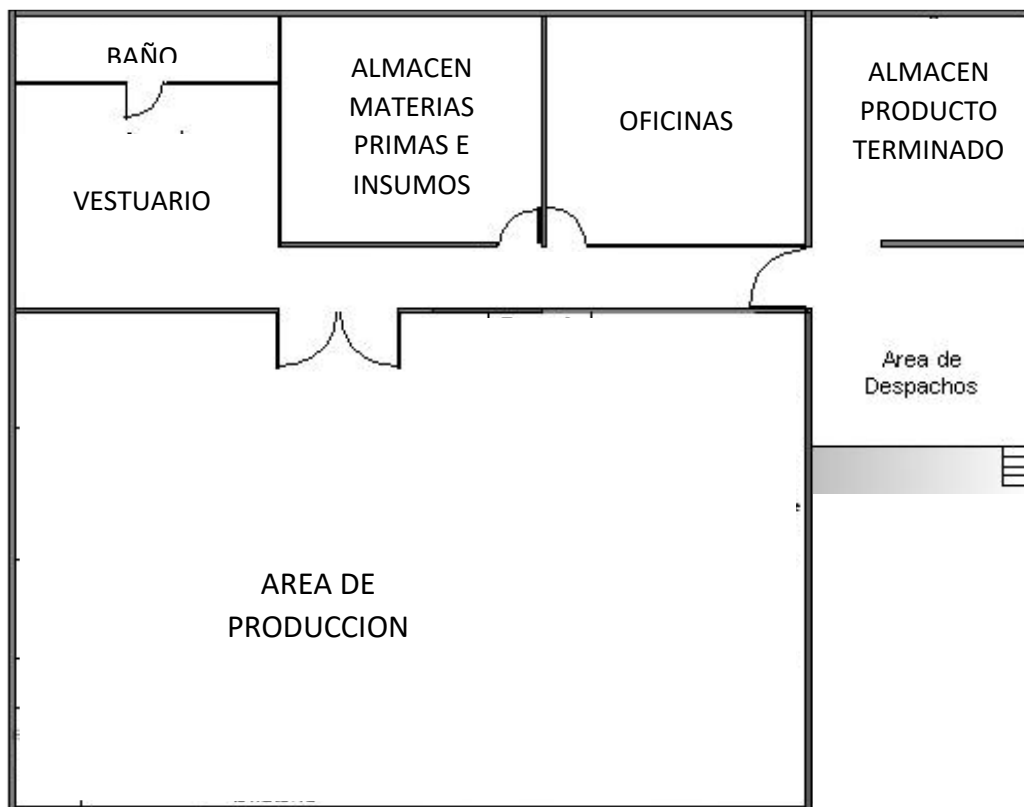 BAÑO
VESTUARIO
ALMACEN
MATERIAS
PRIMAS E
INSUMOS
OFICINAS
ALMACEN
PRODUCTO
TERMINADO
Area de
Despachos
AREA DE
PRODUCCION